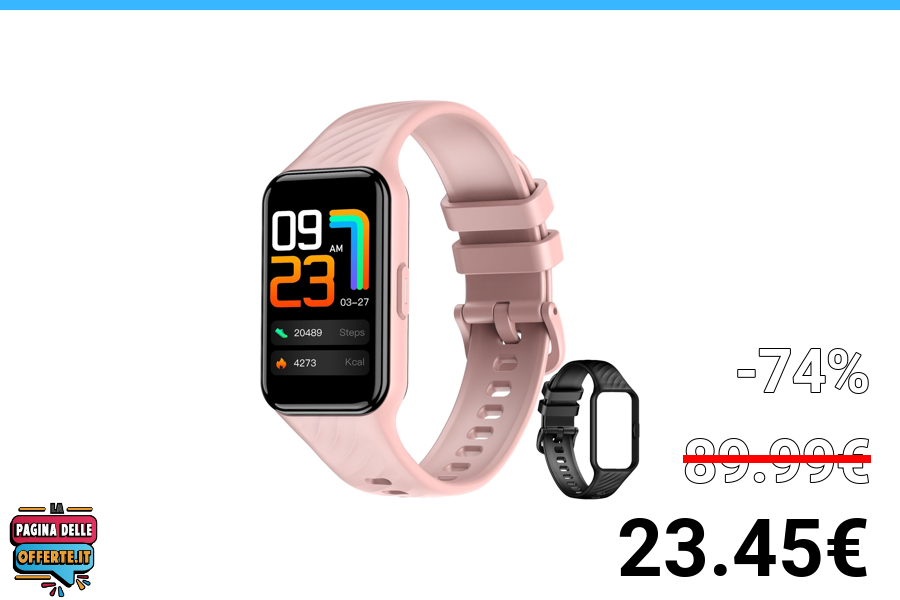 09
AM
23
03-27
20489 Steps
4273 Kcal
-74%
89.99€
23.45€
LA
PAGINA DELLE
OFFERTE.IT